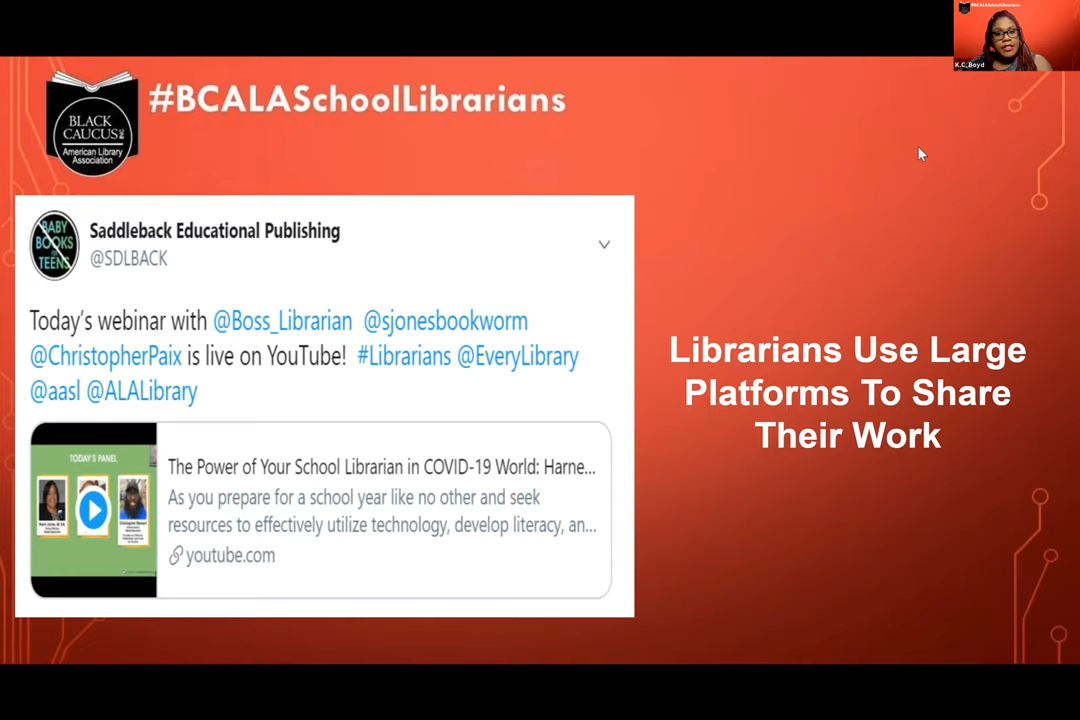 #BCALASchoolLibrarians
K.C. Boyd
BLACK
CAUCUS INC
American Library
Association
#BCALASchoolLibrarians
BABY
BOOKS
TEENS
Saddleback Educational Publishing
@SDLBACK
Today's webinar with @Boss_Librarian @sjonesbookworm
@ChristopherPaix is live on YouTube! #Librarians @EveryLibrary
@aasl @ALALibrary
TODAY'S PANEL
The Power of Your School Librarian in COVID-19 World: Harne...
As you prepare for a school year like no other and seek
resources to effectively utilize technology, develop literacy, an...
youtube.com
Librarians Use Large
Platforms To Share
Their Work